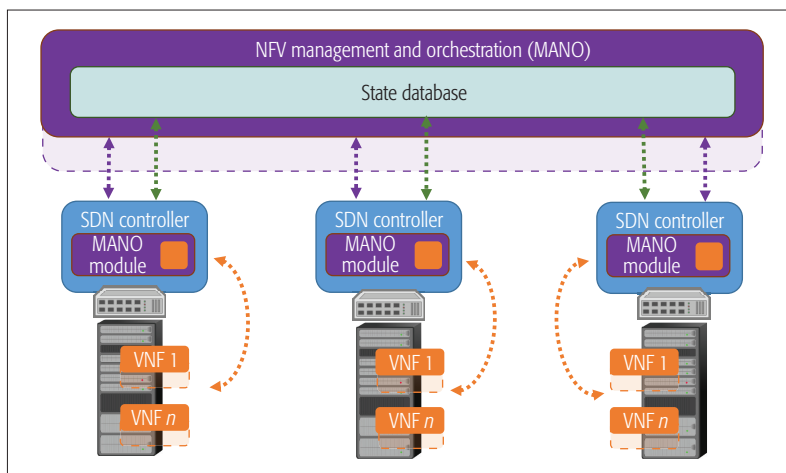 NFV management and orchestration (MANO)
State database
SDN controller
MANO
module
SDN controller
MANO
module
SDN controller
MANO
module
VNF 1
VNF n
VNF 1
VNF n
VNF 1
VNF n